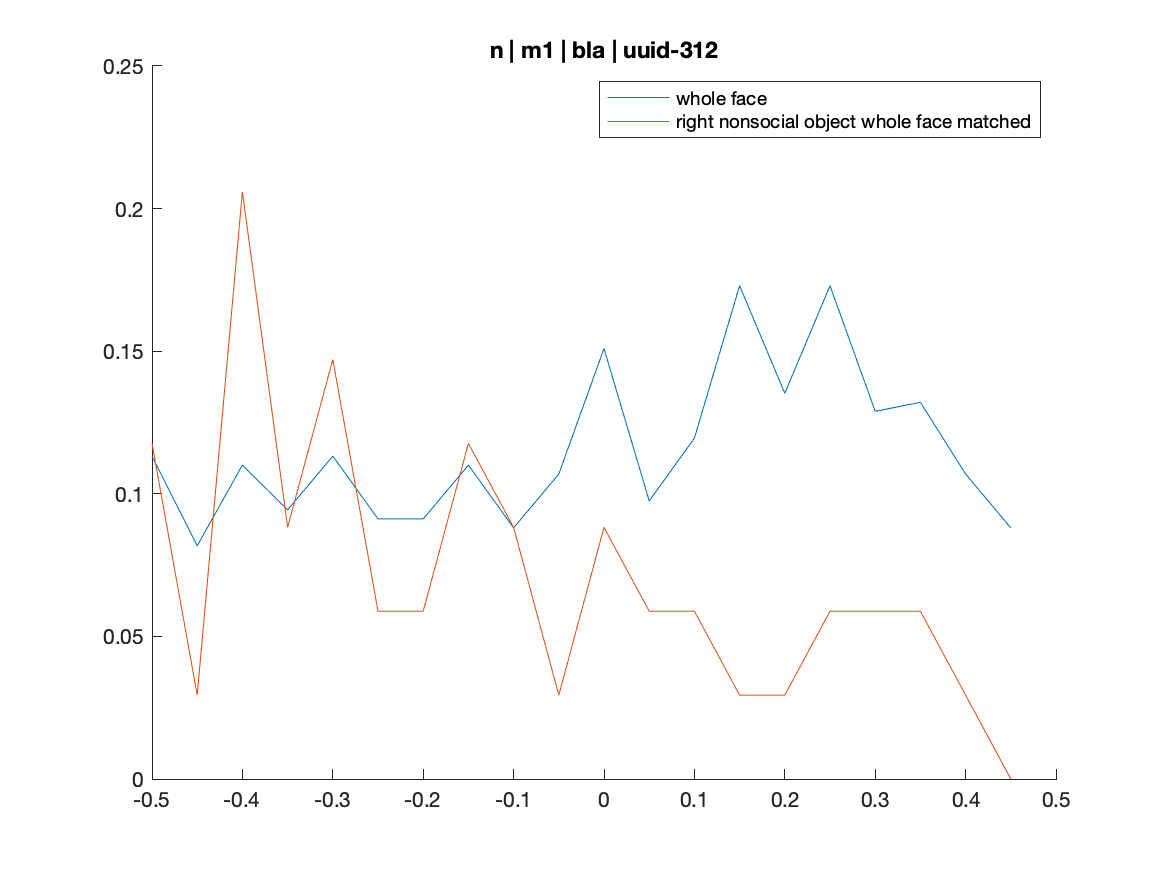 n | m1 | bla | uuid-312
0.25
whole face
right nonsocial object whole face matched
0.2
0.15
0.1
0.05
0
-0.5 -0.4 -0.3 -0.2 -0.1 0 0.1 0.2 0.3 0.4 0.5